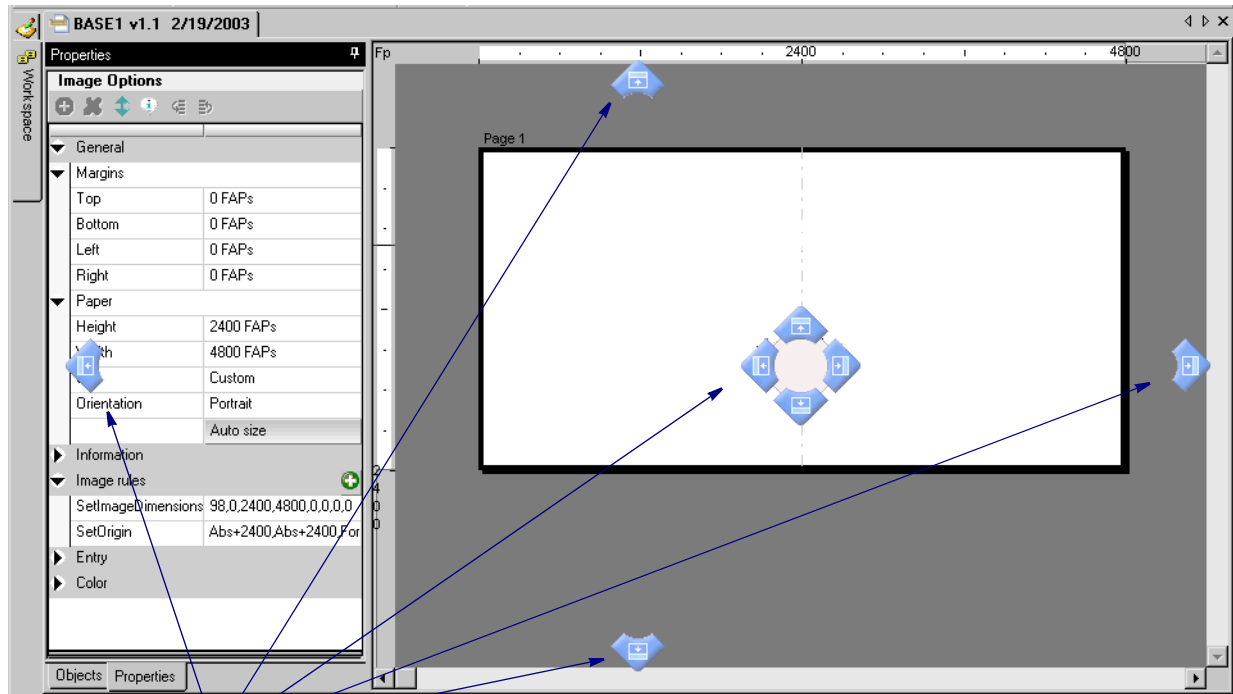 BASE1 v1.1 2/19/2003
Workspace
Properties
Image Options
General
Margins
Top 0 FAPs
Bottom 0 FAPs
Left 0 FAPs
Right 0 FAPs
Paper
Height 2400 FAPs
4800 FAPs
Custom
Orientation Portrait
Auto size
Information
Image rules
SetImageDimensions 98,0,2400,4800,0,0,0,0
SetOrigin Abs+2400,Abs+2400,For
Entry
Color
Objects Properties
Fp 2400 4800
Page 1
2400